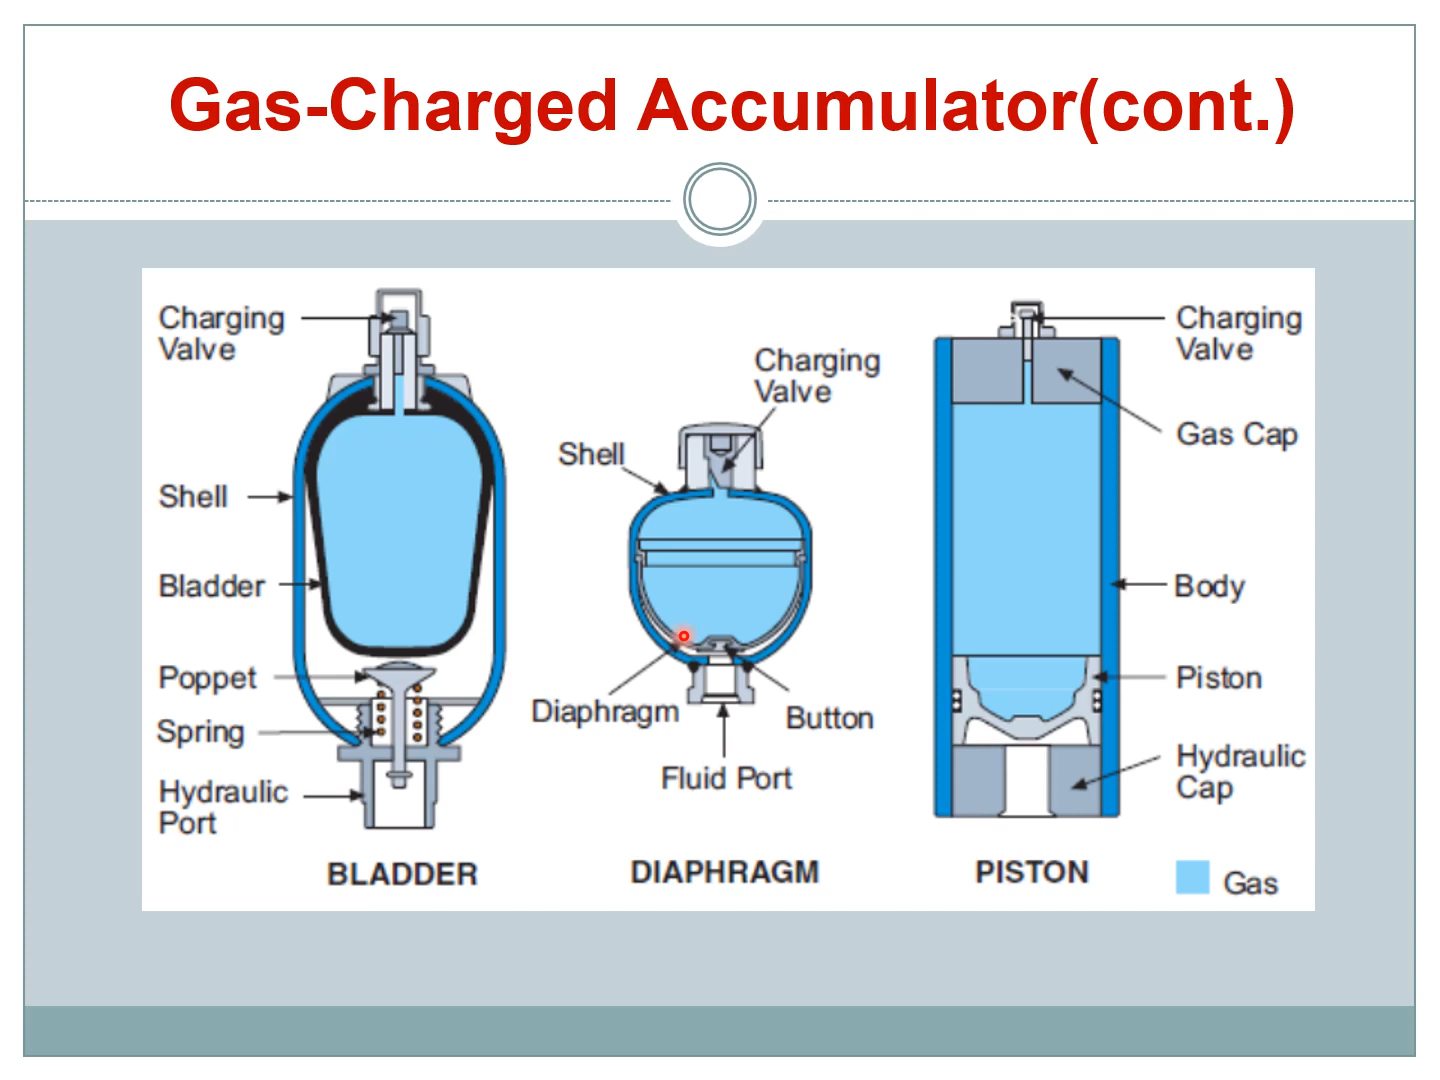 Gas-Charged Accumulator(cont.)
Charging
Valve
Shell
Bladder
Poppet
Spring
Hydraulic
Port
BLADDER
Charging
Valve
Shell
Diaphragm
Button
Fluid Port
DIAPHRAGM
Charging
Valve
Gas Cap
Body
Piston
Hydraulic
Cap
PISTON
Gas